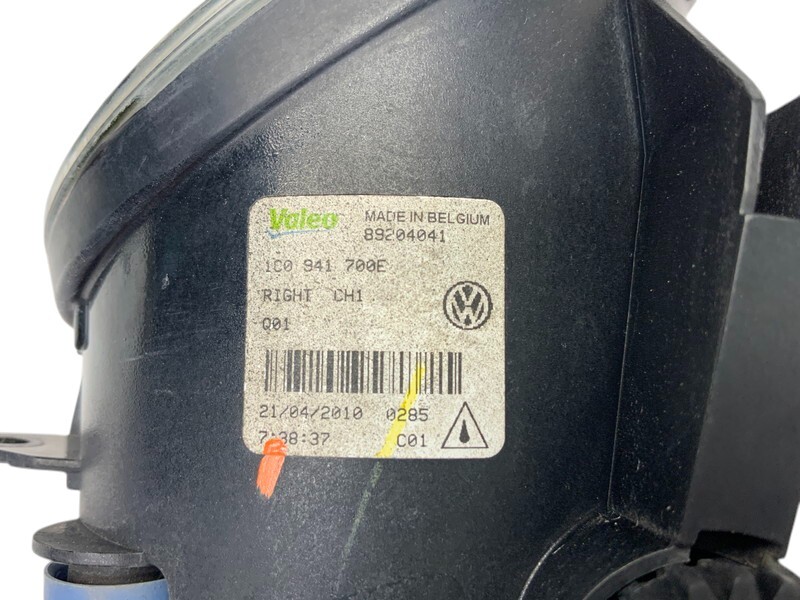 Valeo MADE IN BELGIUM
89204041
1C0 941 700E
RIGHT CH1
Q01
21/04/2010 0285
7:38:37 C01